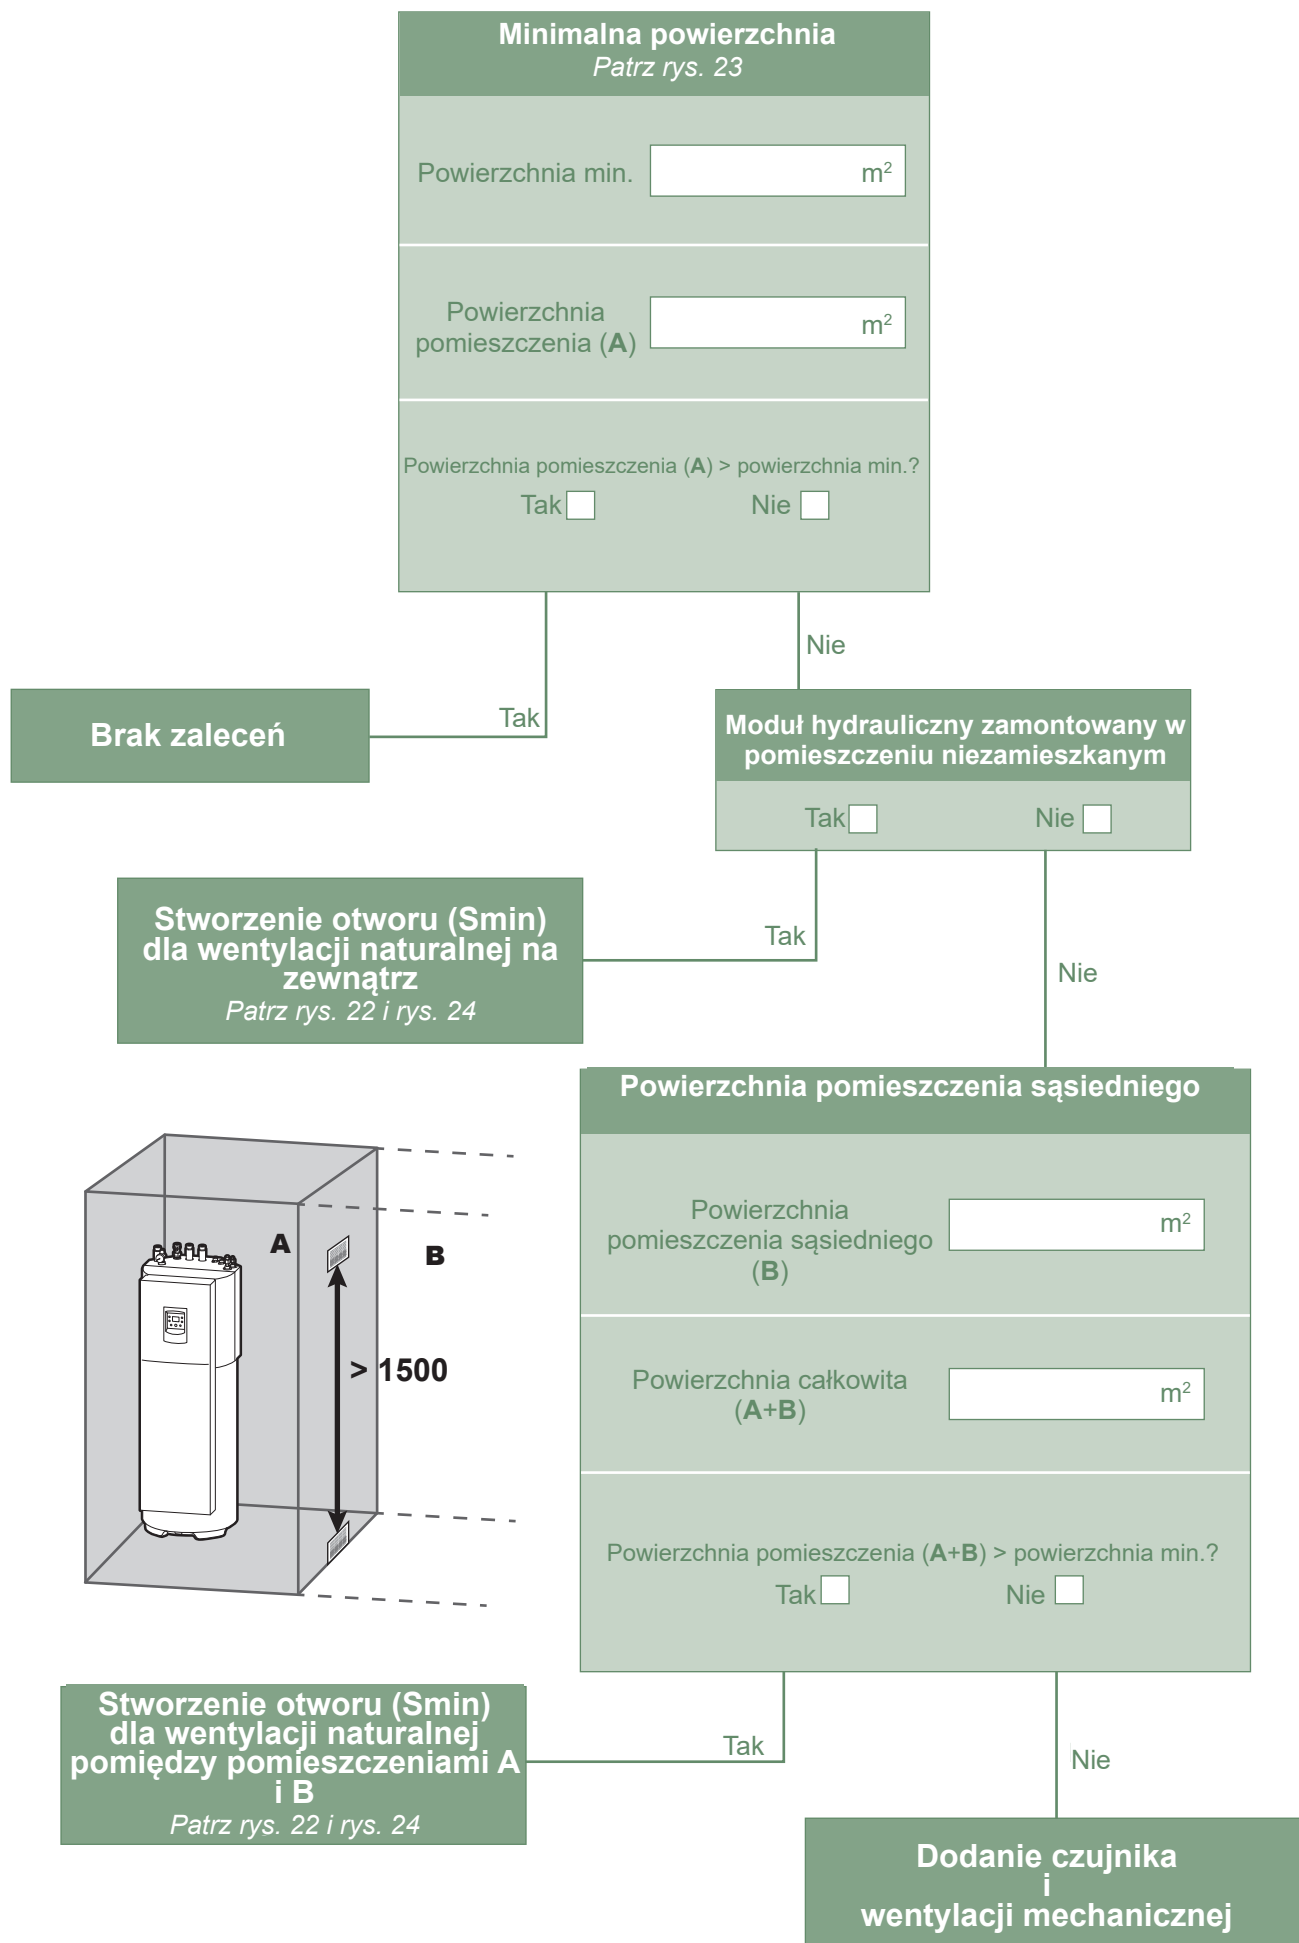 Minimalna powierzchnia
Patrz rys. 23
Powierzchnia min.
m²
Powierzchnia
pomieszczenia (A)
m²
Powierzchnia pomieszczenia (A) > powierzchnia min.?
Tak
Nie
Nie
Tak
Brak zaleceń
Moduł hydrauliczny zamontowany w
pomieszczeniu niezamieszkanym
Tak
Nie
Stworzenie otworu (Smin)
dla wentylacji naturalnej na
zewnątrz
Patrz rys. 22 i rys. 24
Tak
Nie
Powierzchnia pomieszczenia sąsiedniego
Powierzchnia
pomieszczenia sąsiedniego
(B)
m²
A
B
> 1500
Powierzchnia całkowita
(A+B)
m²
Powierzchnia pomieszczenia (A+B) > powierzchnia min.?
Tak
Nie
Stworzenie otworu (Smin)
dla wentylacji naturalnej
pomiędzy pomieszczeniami A
i B
Patrz rys. 22 i rys. 24
Tak
Nie
Dodanie czujnika
i
wentylacji mechanicznej